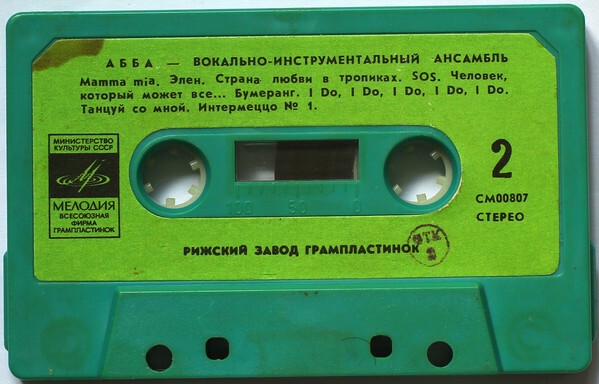 АББА — ВОКАЛЬНО-ИНСТРУМЕНТАЛЬНЫЙ АНСАМБЛЬ
Mamma mia. Элен. Страна любви в тропиках. SOS. Человек,
который может все... Бумеранг. I Do, I Do, I Do, I Do, I Do.
Танцуй со мной. Интермеццо № 1.
МИНИСТЕРСТВО
КУЛЬТУРЫ СССР
МЕЛОДИЯ
ВСЕСОЮЗНАЯ
ФИРМА
ГРАМПЛАСТИНОК
2
СМ00807
СТЕРЕО
100 50 0
РИЖСКИЙ ЗАВОД ГРАМПЛАСТИНОК
ОТК